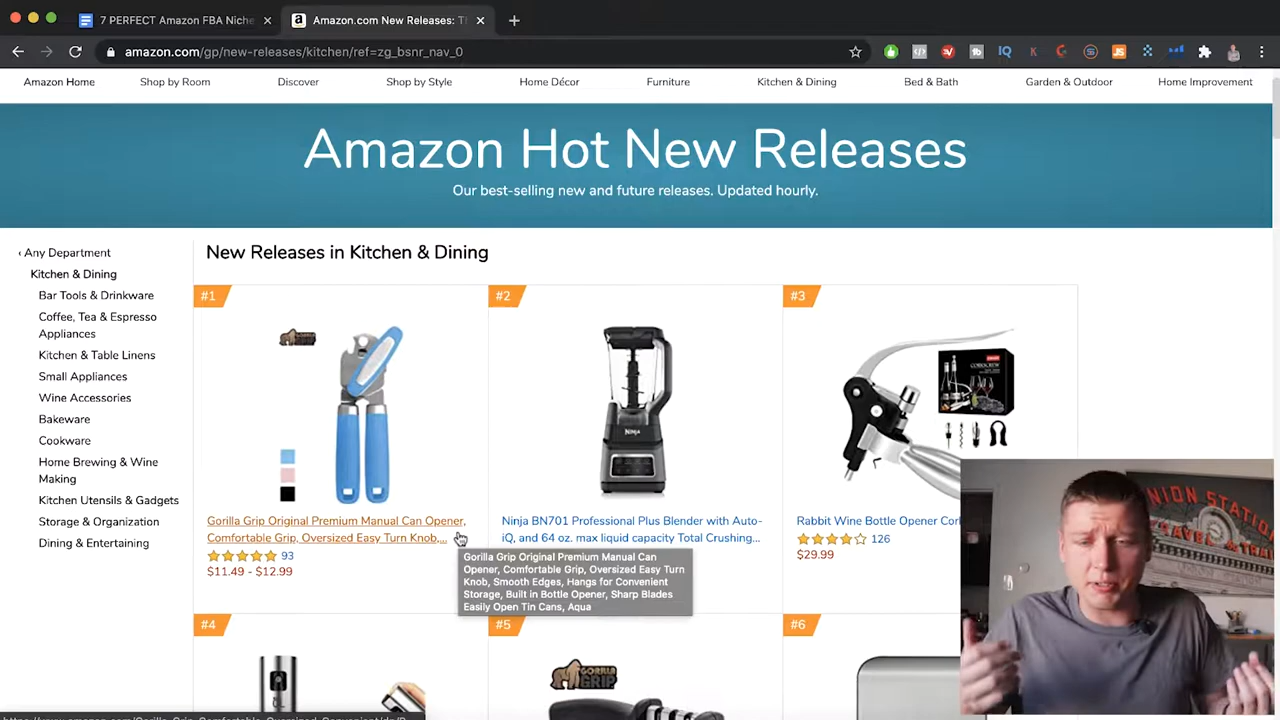 7 PERFECT Amazon FBA Niche
Amazon.com New Releases: Th
amazon.com/gp/new-releases/kitchen/ref=zg_bsnr_nav_0
Amazon Home
Shop by Room
Discover
Shop by Style
Home Décor
Furniture
Kitchen & Dining
Bed & Bath
Garden & Outdoor
Home Improvement
Amazon Hot New Releases
Our best-selling new and future releases. Updated hourly.
‹ Any Department
Kitchen & Dining
Bar Tools & Drinkware
Coffee, Tea & Espresso
Appliances
Kitchen & Table Linens
Small Appliances
Wine Accessories
Bakeware
Cookware
Home Brewing & Wine
Making
Kitchen Utensils & Gadgets
Storage & Organization
Dining & Entertaining
New Releases in Kitchen & Dining
#1
Gorilla Grip Original Premium Manual Can Opener,
Comfortable Grip, Oversized Easy Turn Knob,...
93
$11.49 - $12.99
#2
Ninja
Ninja BN701 Professional Plus Blender with Auto-
iQ, and 64 oz. max liquid capacity Total Crushing...
Gorilla Grip Original Premium Manual Can
Opener, Comfortable Grip, Oversized Easy Turn
Knob, Smooth Edges, Hangs for Convenient
Storage, Built in Bottle Opener, Sharp Blades
Easily Open Tin Cans, Aqua
#3
Rabbit Wine Bottle Opener Cor
126
$29.99
#4
#5
GORILLA
GRIP
#6
NION STATIO
TRAVEL